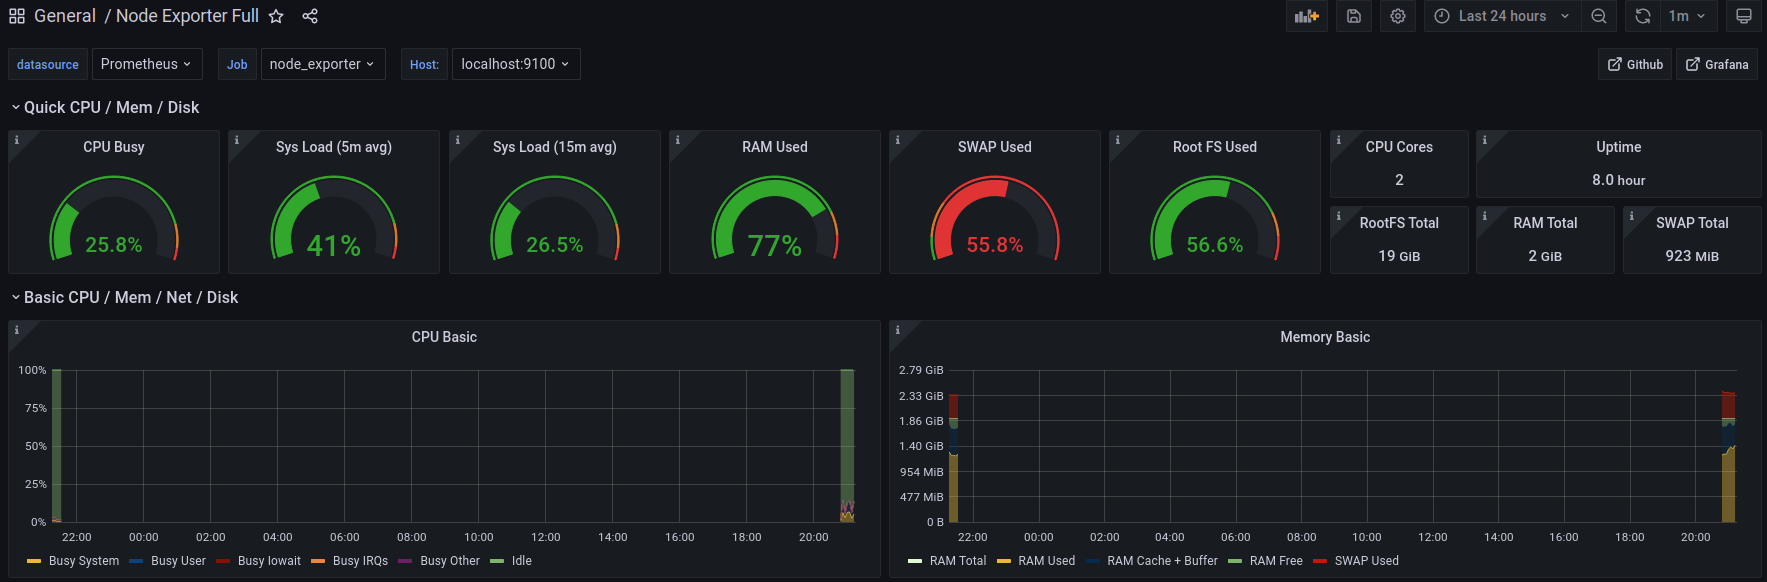 General / Node Exporter Full
Last 24 hours
1m
datasource Prometheus Job node_exporter Host: localhost:9100
Github Grafana
Quick CPU / Mem / Disk
CPU Busy
25.8%
Sys Load (5m avg)
41%
Sys Load (15m avg)
26.5%
RAM Used
77%
SWAP Used
55.8%
Root FS Used
56.6%
CPU Cores
2
Uptime
8.0 hour
RootFS Total
19 GiB
RAM Total
2 GiB
SWAP Total
923 MiB
Basic CPU / Mem / Net / Disk
CPU Basic
100%
75%
50%
25%
0%
22:00 00:00 02:00 04:00 06:00 08:00 10:00 12:00 14:00 16:00 18:00 20:00
Busy System Busy User Busy Iowait Busy IRQs Busy Other Idle
Memory Basic
2.79 GiB
2.33 GiB
1.86 GiB
1.40 GiB
954 MiB
477 MiB
0 B
22:00 00:00 02:00 04:00 06:00 08:00 10:00 12:00 14:00 16:00 18:00 20:00
RAM Total RAM Used RAM Cache + Buffer RAM Free SWAP Used